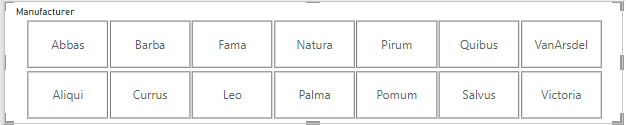 Manufacturer
Abbas Barba Fama Natura Pirum Quibus VanArsdel
Aliqui Currus Leo Palma Pomum Salvus Victoria